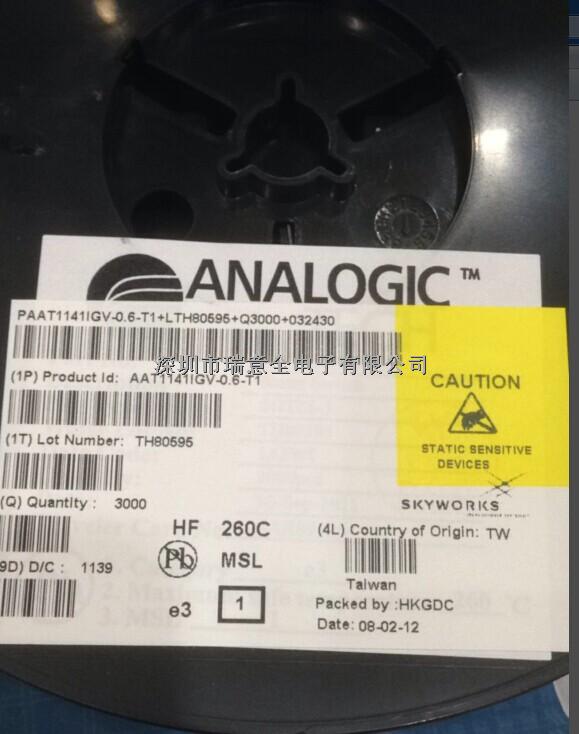 ANALOGIC™
PAAT1141IGV-0.6-T1+LTH80595+Q3000+032430
深圳市瑞意全电子有限公司
(1P) Product Id: AAT1141IGV-0.6-T1
CAUTION
STATIC SENSITIVE
DEVICES
(1T) Lot Number: TH80595
(Q) Quantity : 3000
SKYWORKS
HF 260C
(4L) Country of Origin: TW
Pb MSL
9D) D/C : 1139
Taiwan
e3 1
Packed by :HKGDC
Date: 08-02-12